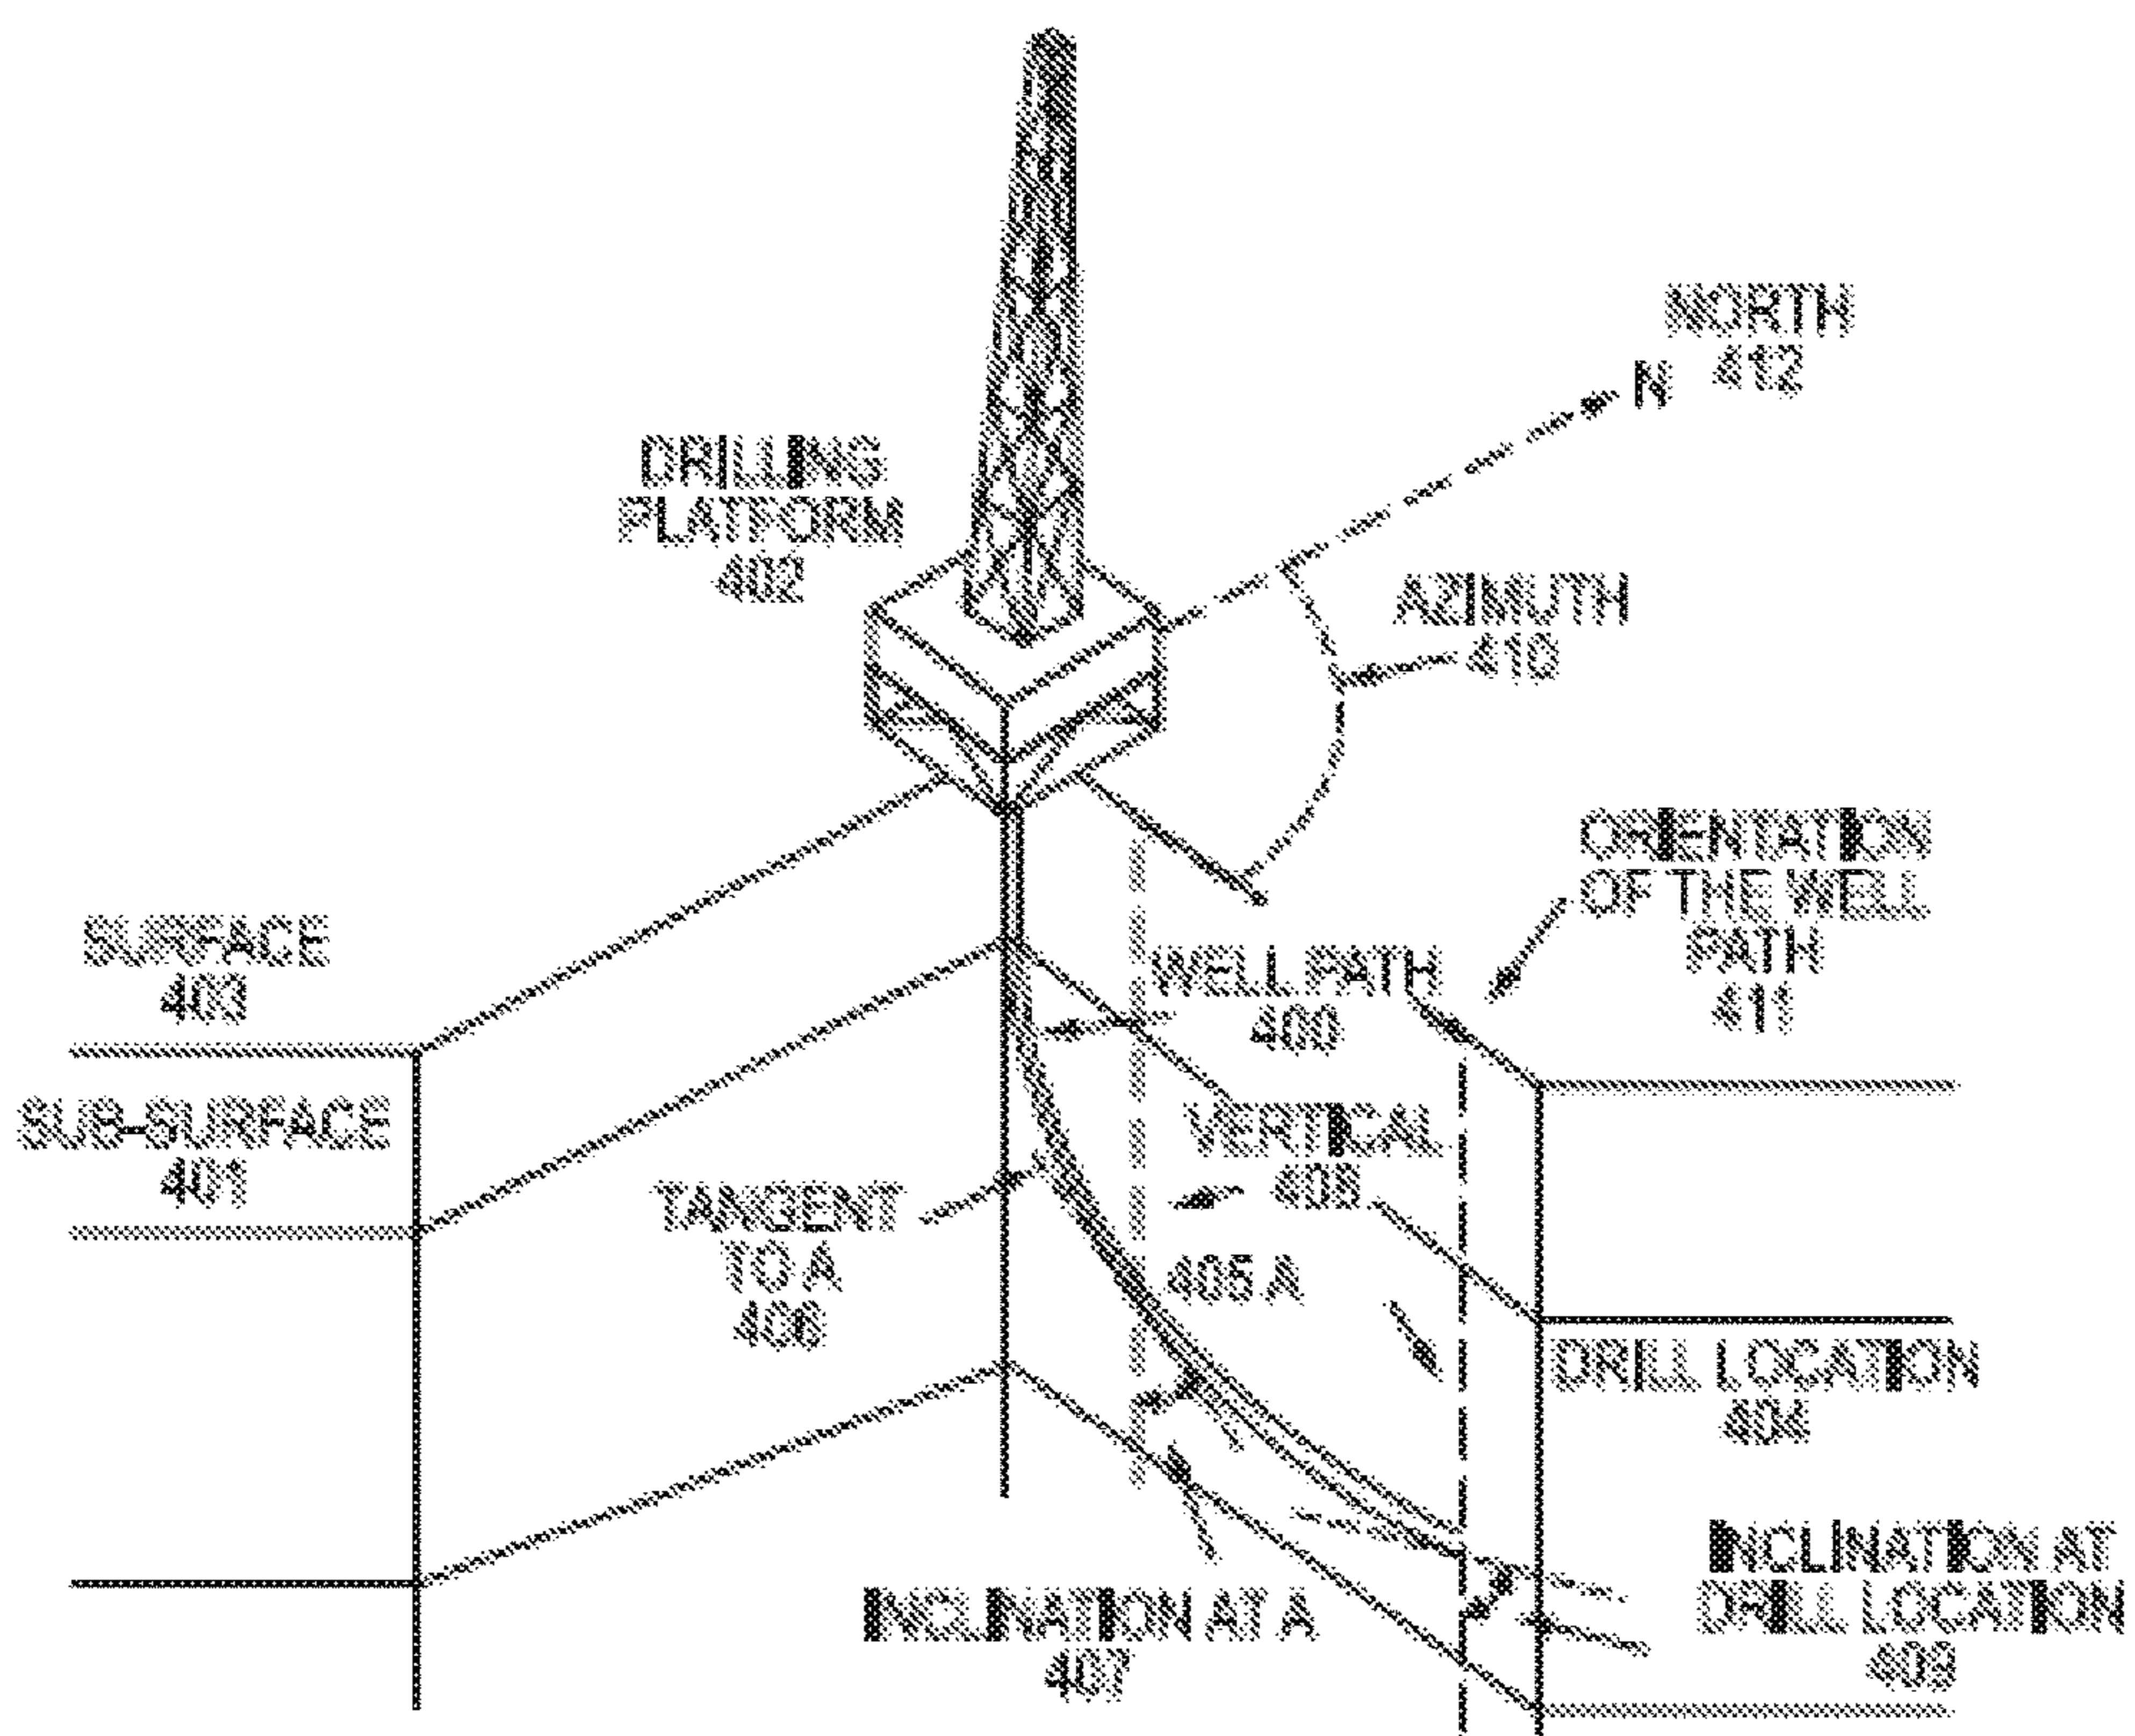 NORTH
412
N
DRILLING
PLATFORM
402
AZIMUTH
410
ORIENTATION
OF THE WELL
PATH
411
SURFACE
403
WELL PATH
400
SUB-SURFACE
401
VERTICAL
408
TANGENT
TO A
406
405 A
DRILL LOCATION
404
INCLINATION AT
DRILL LOCATION
409
INCLINATION AT A
407